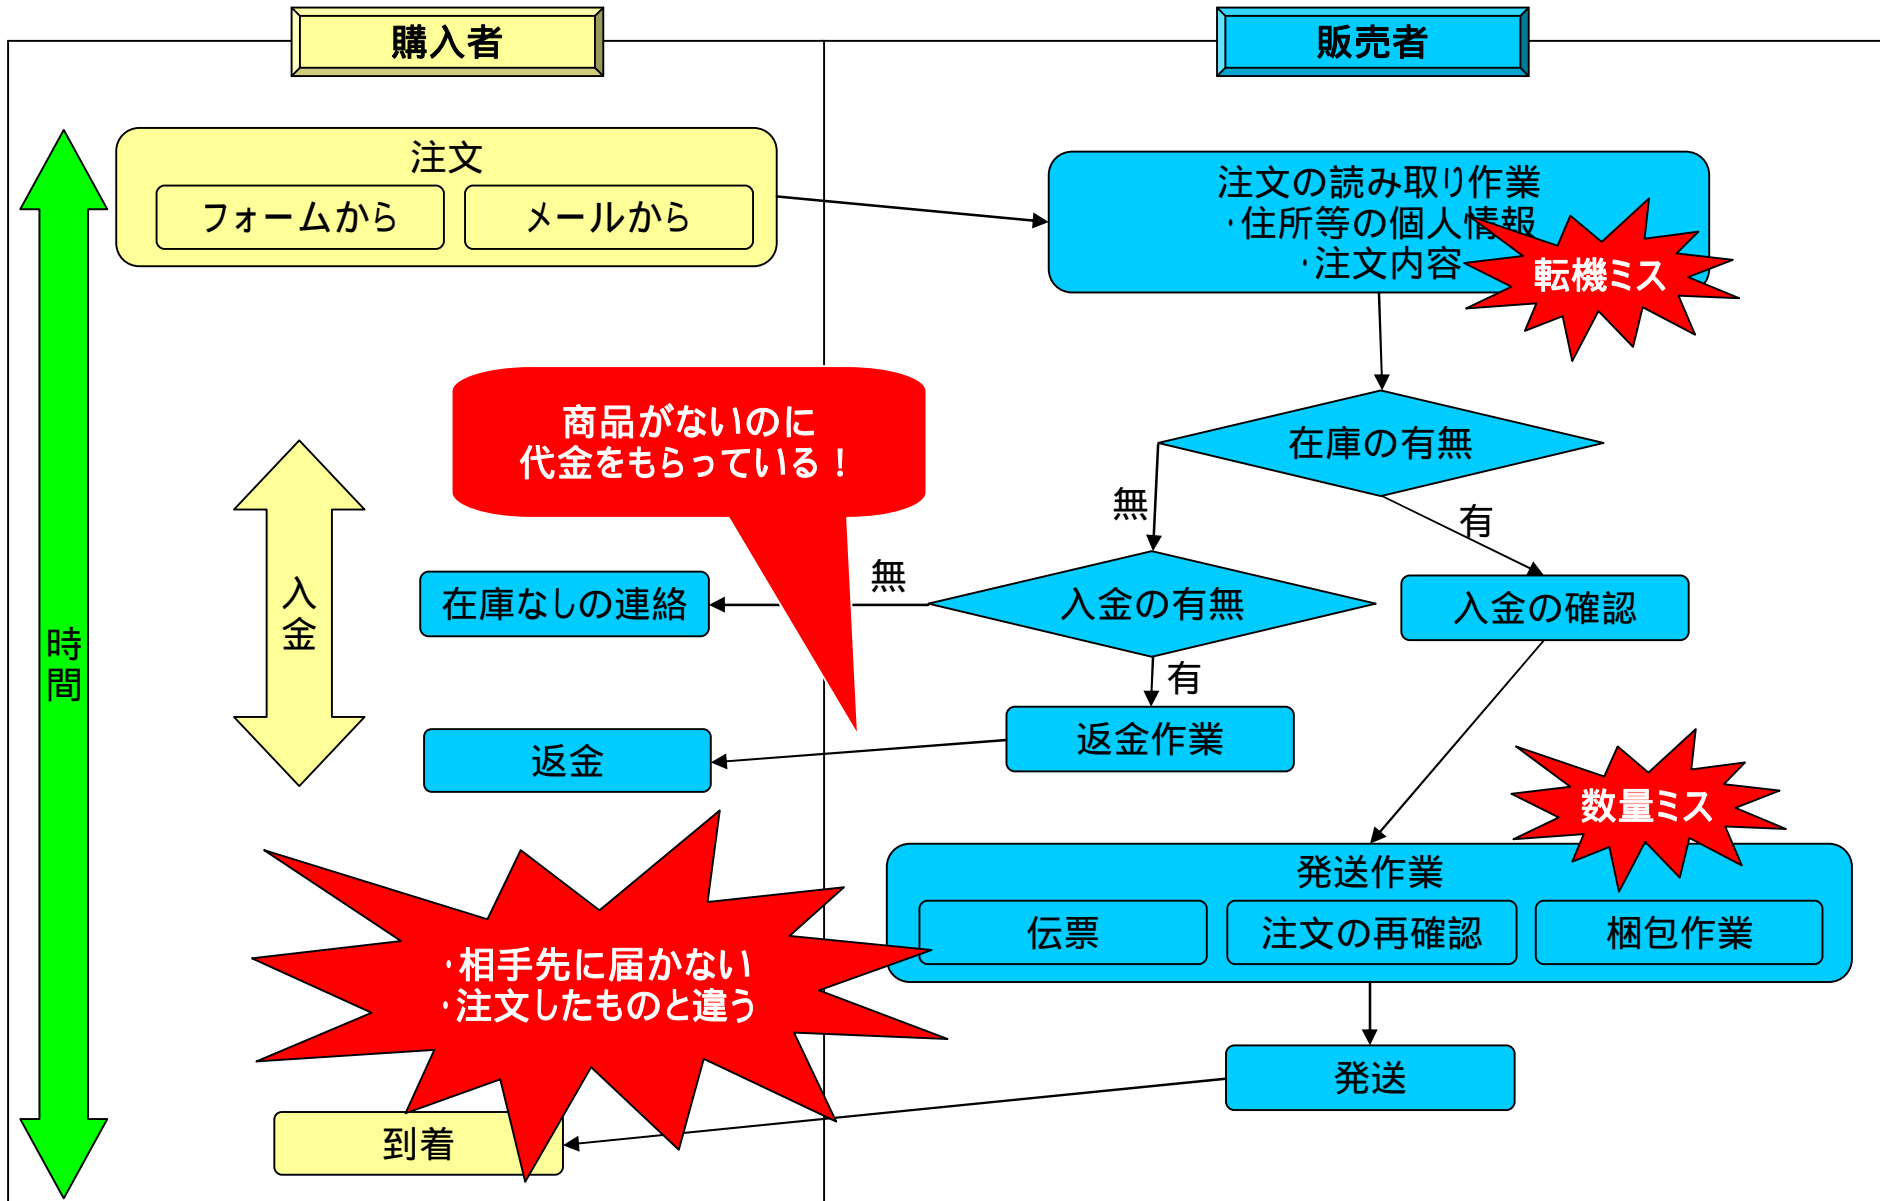 購入者
販売者
注文
フォームから
メールから
注文の読み取り作業
・住所等の個人情報
・注文内容
転機ミス
商品がないのに
代金をもらっている！
在庫の有無
無
有
時間
入金
在庫なしの連絡
無
入金の有無
入金の確認
有
返金
返金作業
数量ミス
発送作業
伝票
注文の再確認
梱包作業
・相手先に届かない
・注文したものと違う
発送
到着